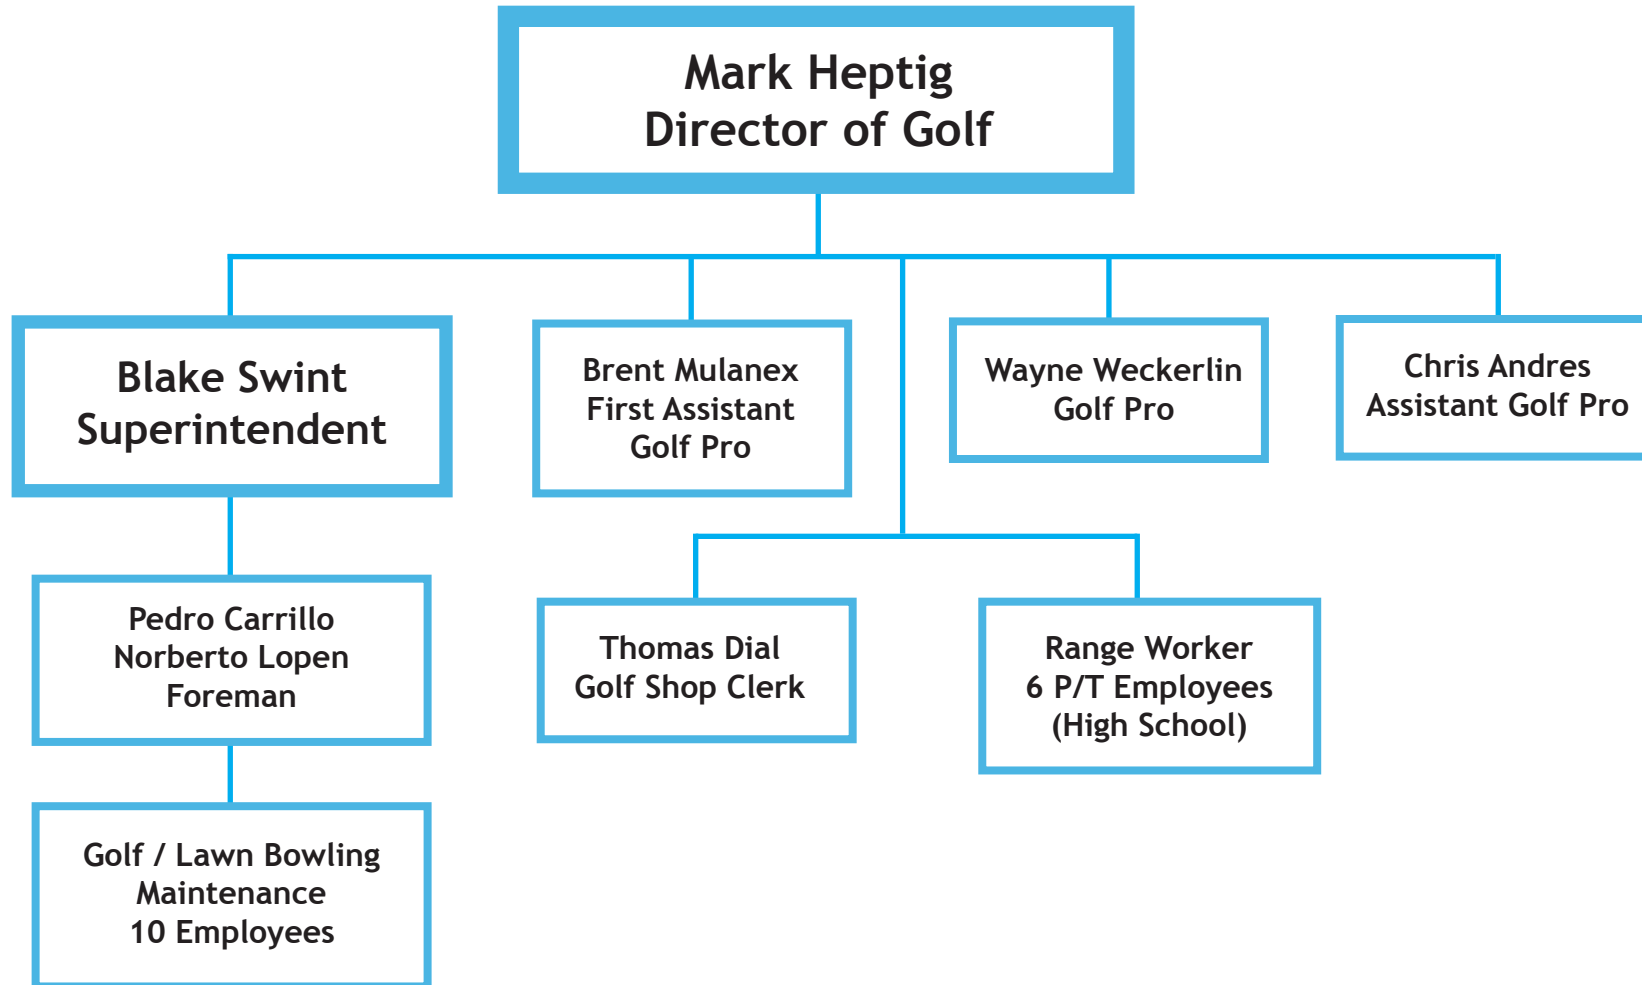 Mark Heptig
Director of Golf
Blake Swint
Superintendent
Brent Mulanex
First Assistant
Golf Pro
Wayne Weckerlin
Golf Pro
Chris Andres
Assistant Golf Pro
Pedro Carrillo
Norberto Lopen
Foreman
Thomas Dial
Golf Shop Clerk
Range Worker
6 P/T Employees
(High School)
Golf / Lawn Bowling
Maintenance
10 Employees